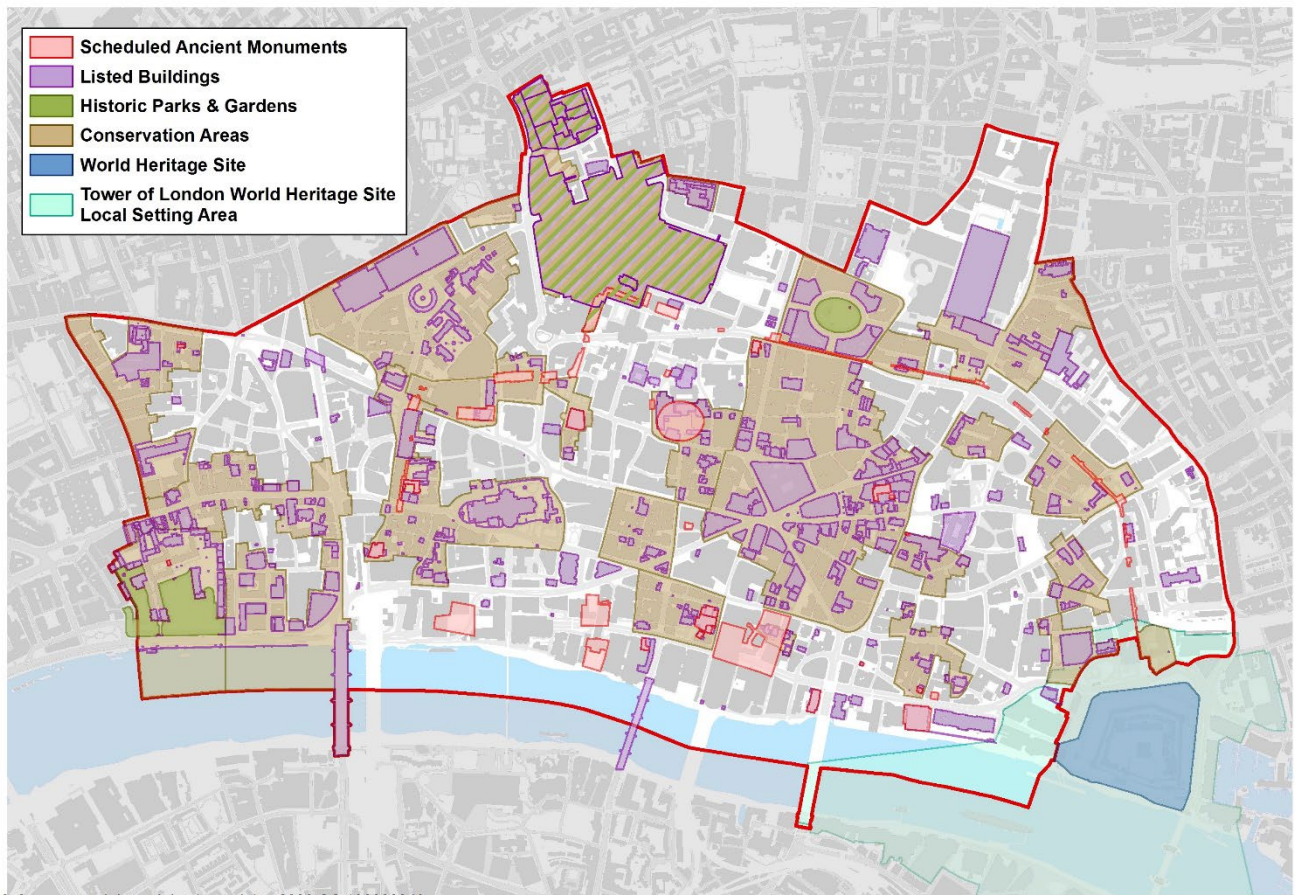 Scheduled Ancient Monuments
Listed Buildings
Historic Parks & Gardens
Conservation Areas
World Heritage Site
Tower of London World Heritage Site
Local Setting Area